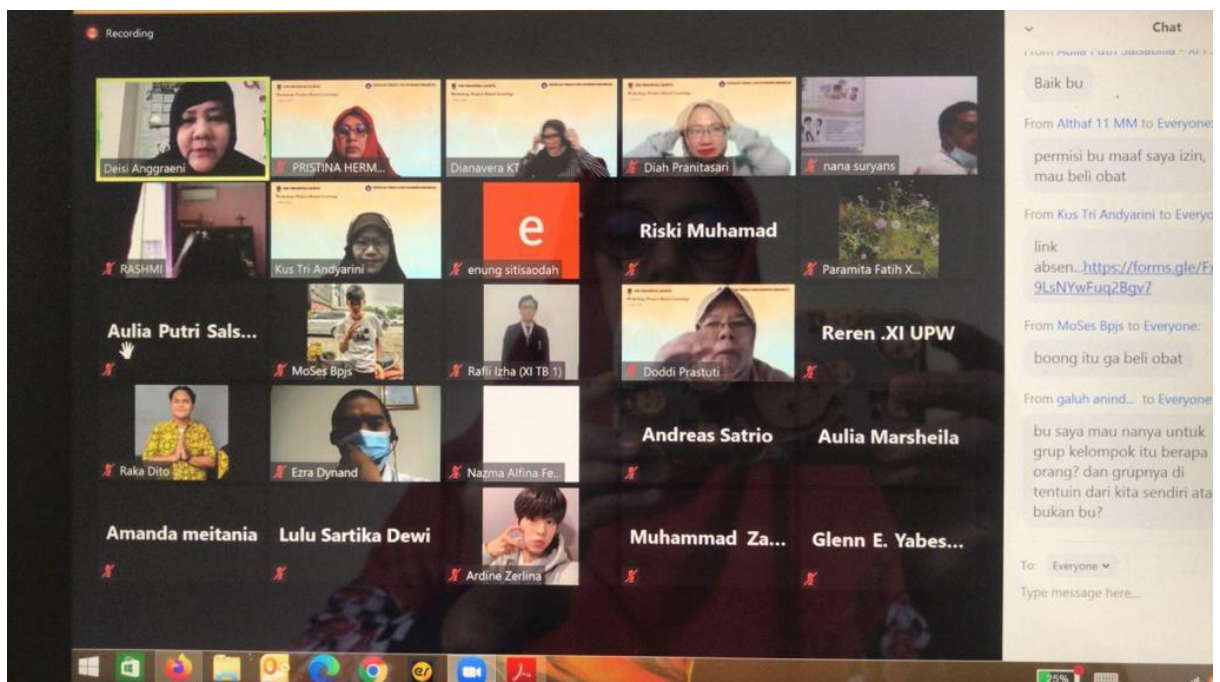 Recording
Deisi Anggraeni
PRISTINA HERM...
Dianavera KT
Diah Pranitasari
nana suryans
RASHMI
Kus Tri Andyarini
e
enung sitisaodah
Riski Muhamad
Paramita Fatih X...
Aulia Putri Sals...
MoSes Bpjs
Rafli Izha (XI TB 1)
Doddi Prastuti
Reren .XI UPW
Raka Dito
Ezra Dynand
Nazma Alfina Fe...
Andreas Satrio
Aulia Marsheila
Amanda meitania
Lulu Sartika Dewi
Ardine Zerlina
Muhammad Za...
Glenn E. Yabes...
Chat
Baik bu
From Althaf 11 MM to Everyone:
permisi bu maaf saya izin,
mau beli obat
From Kus Tri Andyarini to Everyo
link
absen...https://forms.gle/Fx
9LsNYwFuq2Bgv7
From MoSes Bpjs to Everyone:
boong itu ga beli obat
From galuh anind... to Everyone
bu saya mau nanya untuk
grup kelompok itu berapa
orang? dan grupnya di
tentuin dari kita sendiri ata
bukan bu?
To: Everyone
Type message here...
25%